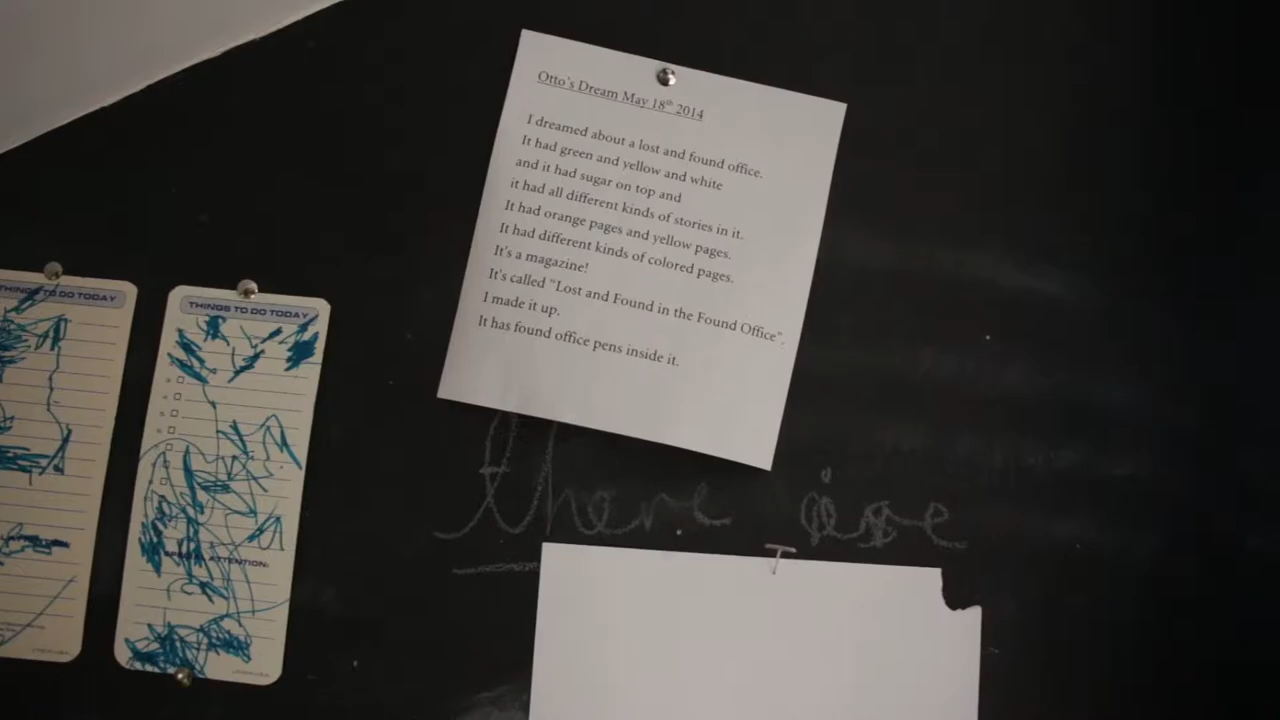 Otto's Dream May 18th 2014
I dreamed about a lost and found office.
It had green and yellow and white
and it had sugar on top and
it had all different kinds of stories in it.
It had orange pages and yellow pages.
It had different kinds of colored pages.
It's a magazine!
It's called “Lost and Found in the Found Office”.
I made it up.
It has found office pens inside it.
THINGS TO DO TODAY
THINGS TO DO TODAY
ATTENTION:
there